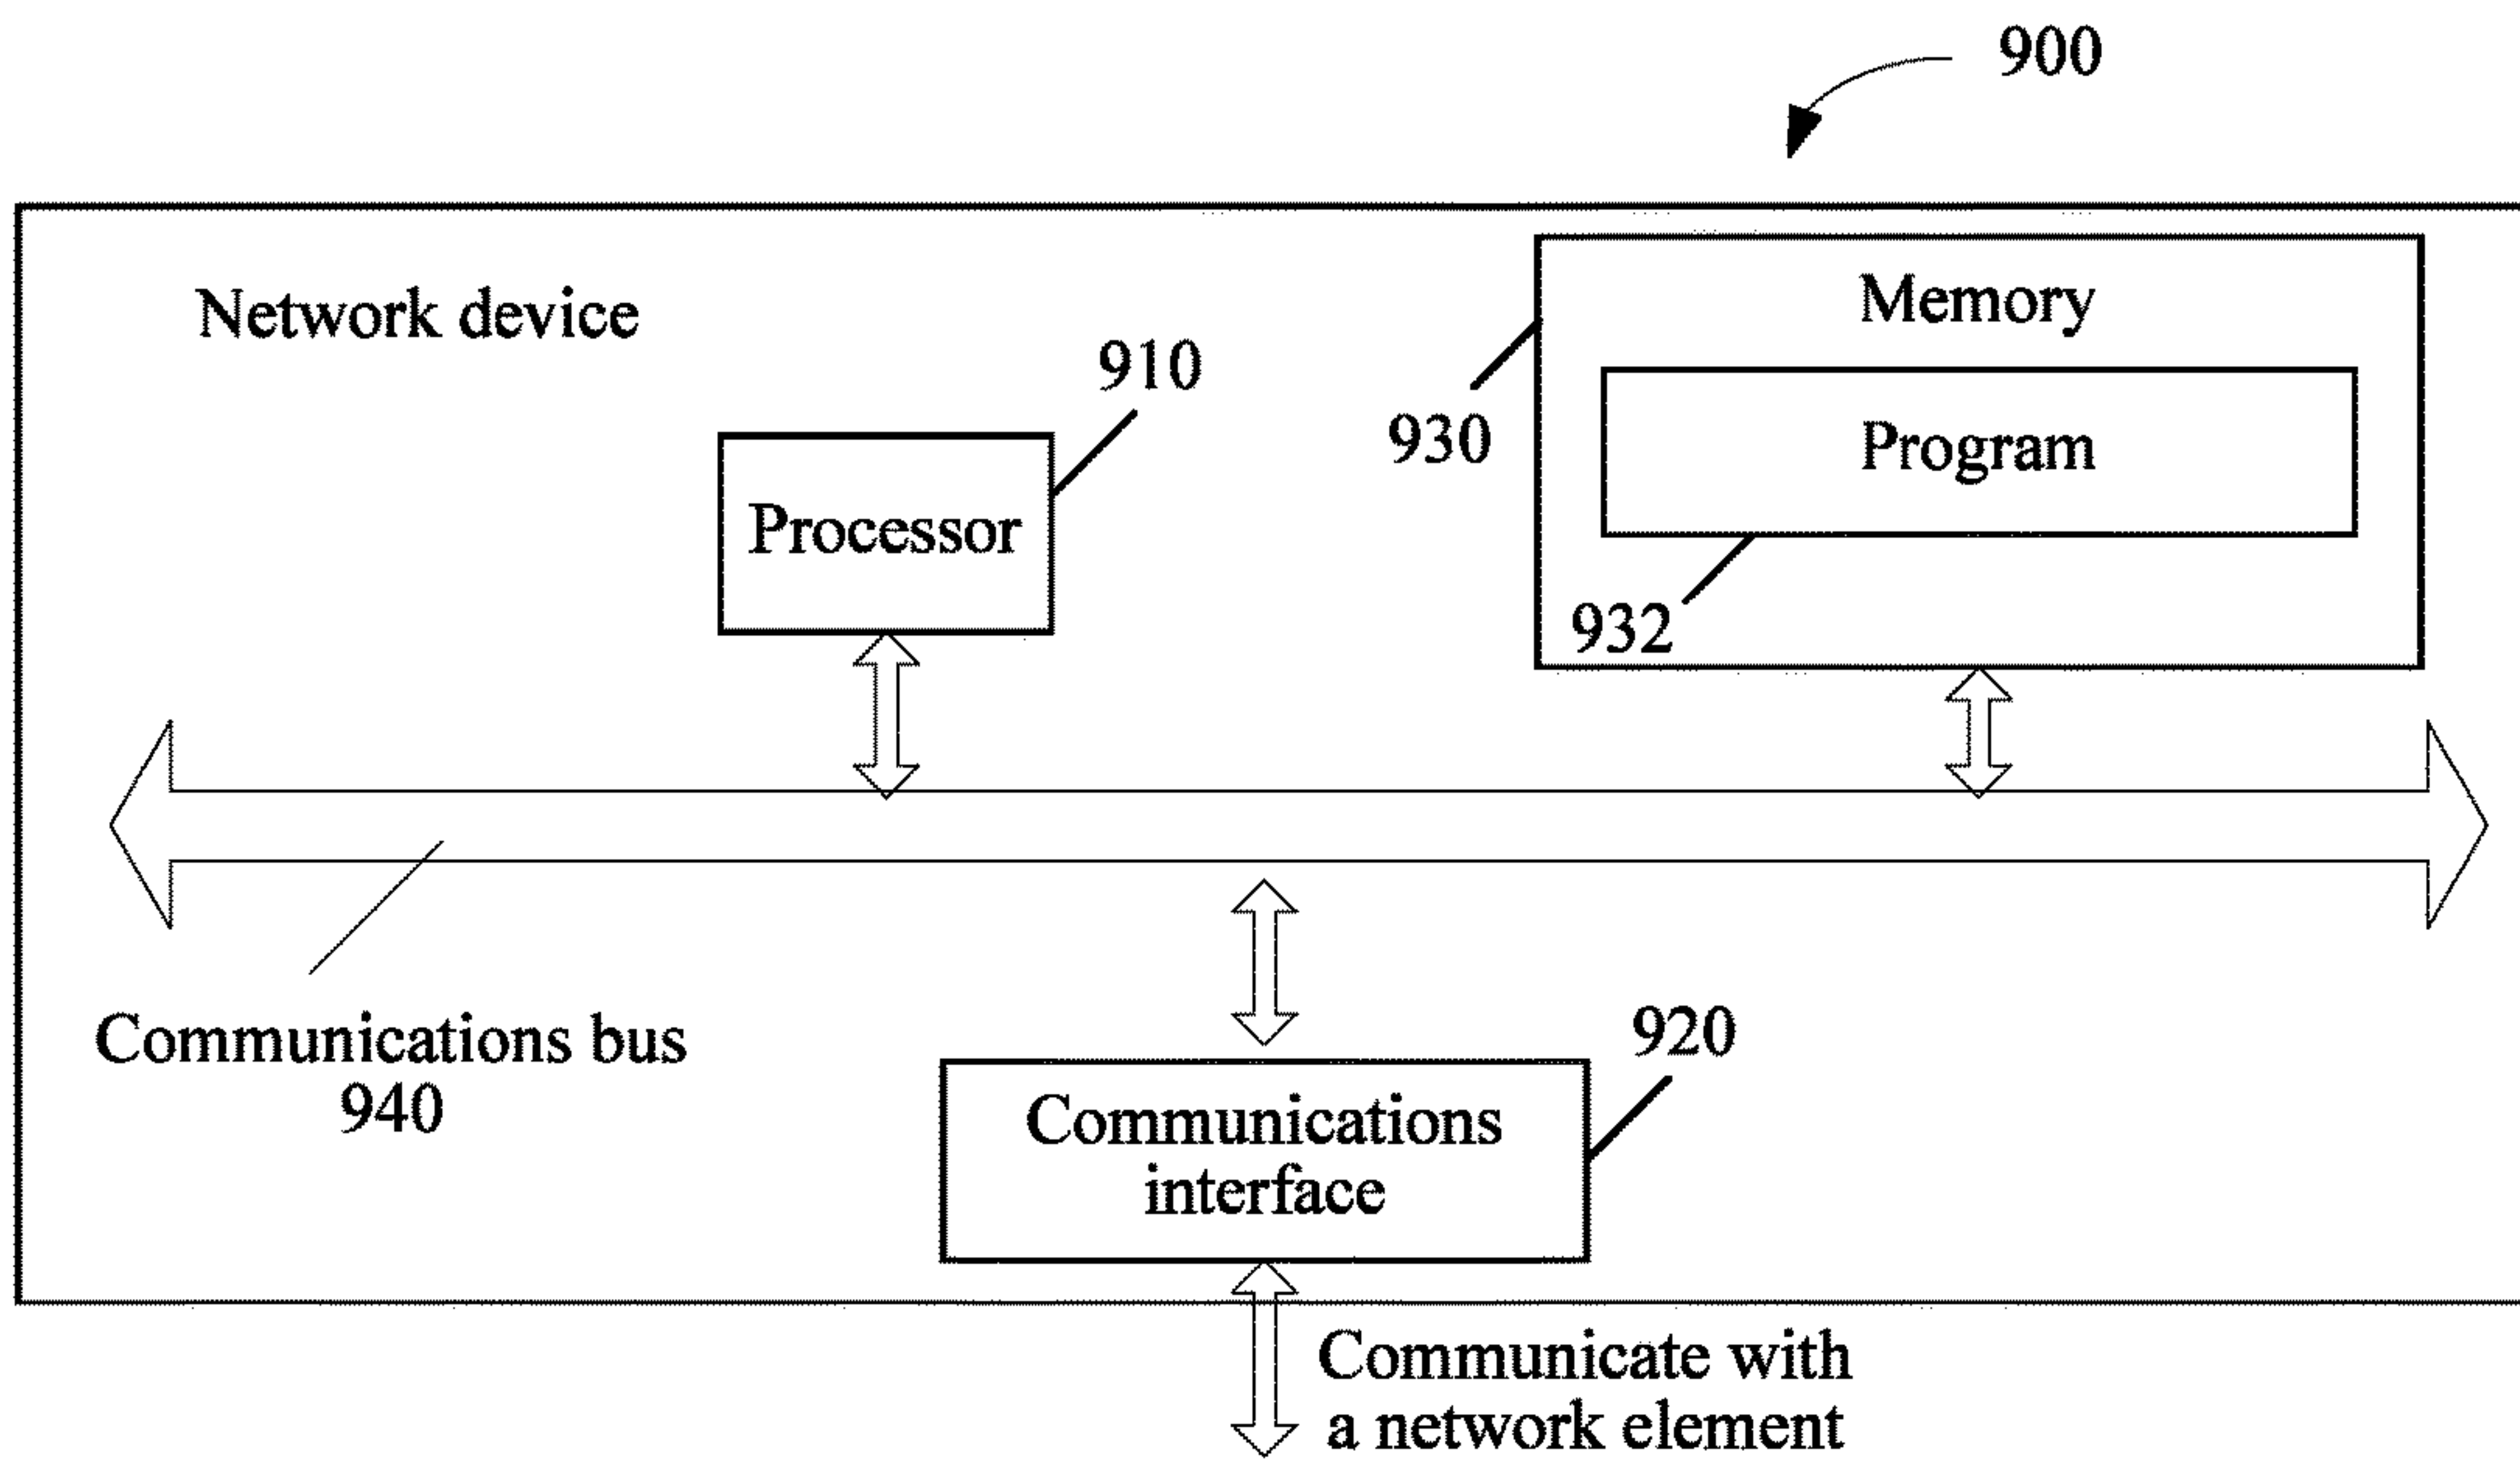 900
Network device
Memory
910
930
Program
Processor
932
Communications bus
940
920
Communications
interface
Communicate with
a network element